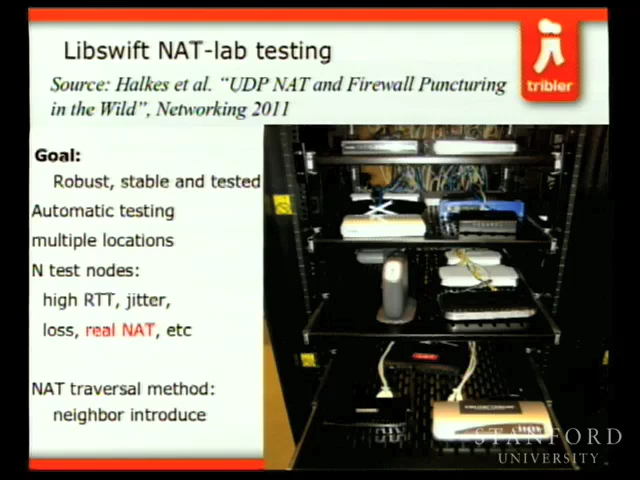 Libswift NAT-lab testing
Source: Halkes et al. “UDP NAT and Firewall Puncturing
in the Wild”, Networking 2011
tribler
Goal:
Robust, stable and tested
Automatic testing
multiple locations
N test nodes:
high RTT, jitter,
loss, real NAT, etc
NAT traversal method:
neighbor introduce
STANFORD
UNIVERSITY